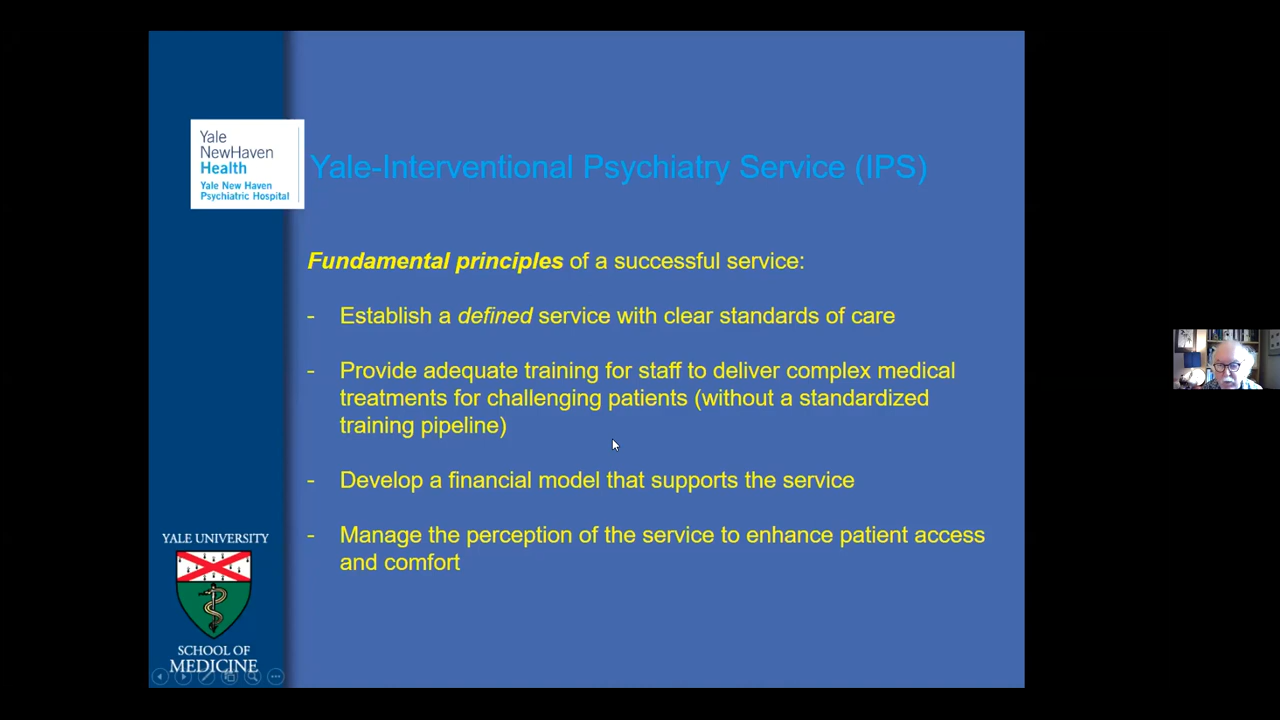 Yale
NewHaven
Health
Yale New Haven
Psychiatric Hospital
Yale-Interventional Psychiatry Service (IPS)
Fundamental principles of a successful service:
- Establish a defined service with clear standards of care
- Provide adequate training for staff to deliver complex medical
treatments for challenging patients (without a standardized
training pipeline)
- Develop a financial model that supports the service
- Manage the perception of the service to enhance patient access
and comfort
YALE UNIVERSITY
SCHOOL OF
MEDICINE